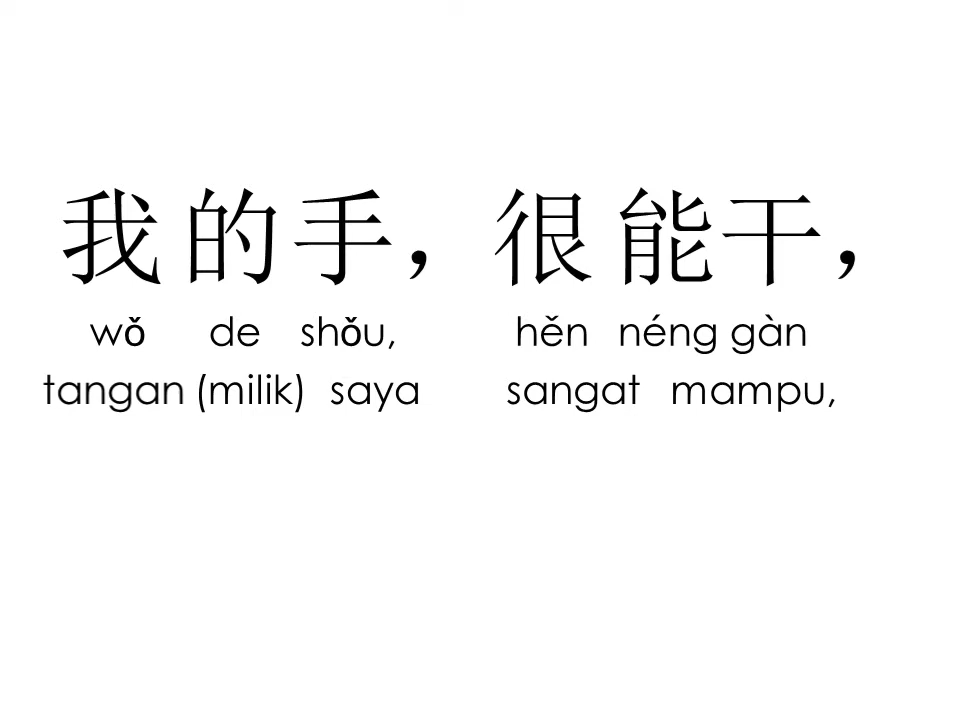 我的手，很能干，
wǒ de shǒu, hěn néng gàn
tangan (milik) saya sangat mampu,